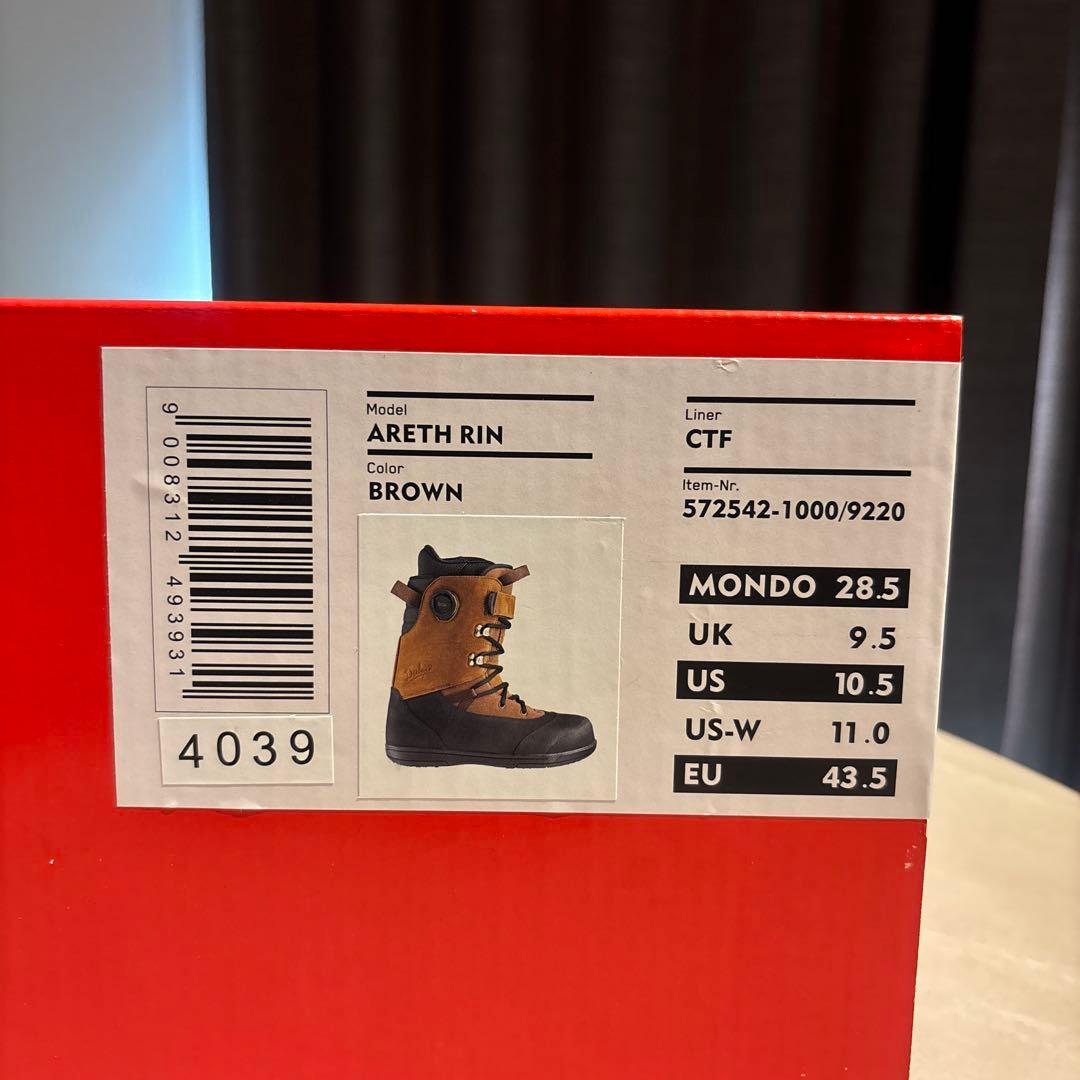 9 008312 493931
4039
Model
ARETH RIN
Color
BROWN
Liner
CTF
Item-Nr.
572542-1000/9220
MONDO 28.5
UK 9.5
US 10.5
US-W 11.0
EU 43.5